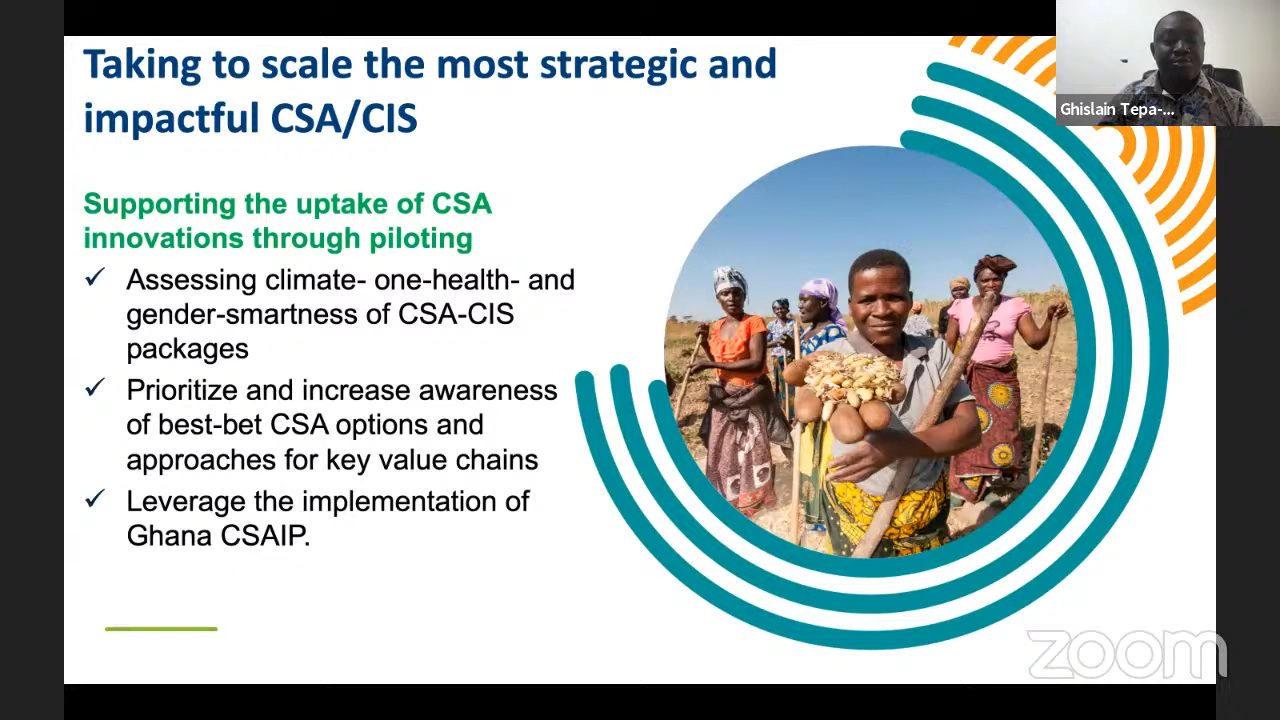 Taking to scale the most strategic and
impactful CSA/CIS
Ghislain Tepa-...
Supporting the uptake of CSA
innovations through piloting
✓ Assessing climate- one-health- and
gender-smartness of CSA-CIS
packages
✓ Prioritize and increase awareness
of best-bet CSA options and
approaches for key value chains
✓ Leverage the implementation of
Ghana CSAIP.
zoom